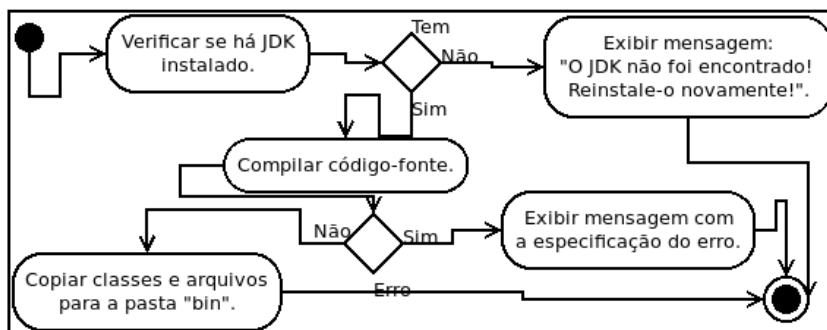 Verificar se há JDK
instalado.
Tem
Não
Exibir mensagem:
"O JDK não foi encontrado!
Reinstale-o novamente!".
Sim
Compilar código-fonte.
Não
Sim
Exibir mensagem com
a especificação do erro.
Copiar classes e arquivos
para a pasta "bin".
Erro